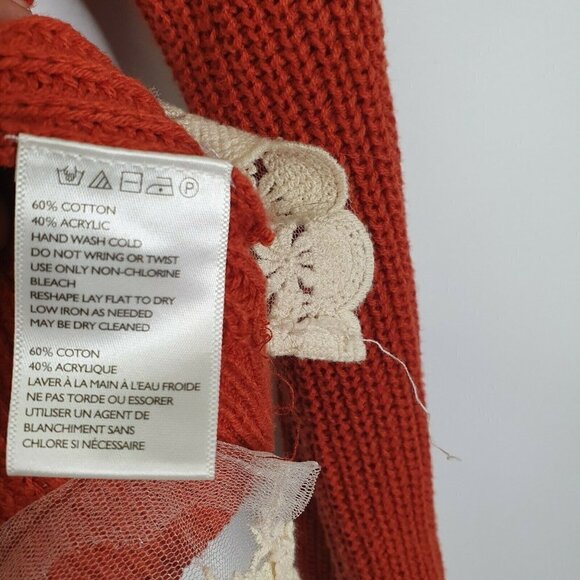 P
60% COTTON
40% ACRYLIC
HAND WASH COLD
DO NOT WRING OR TWIST
USE ONLY NON-CHLORINE
BLEACH
RESHAPE LAY FLAT TO DRY
LOW IRON AS NEEDED
MAY BE DRY CLEANED
60% COTON
40% ACRYLIQUE
LAVER À LA MAIN À L'EAU FROIDE
NE PAS TORDE OU ESSORER
UTILISER UN AGENT DE
BLANCHIMENT SANS
CHLORE SI NÉCESSAIRE